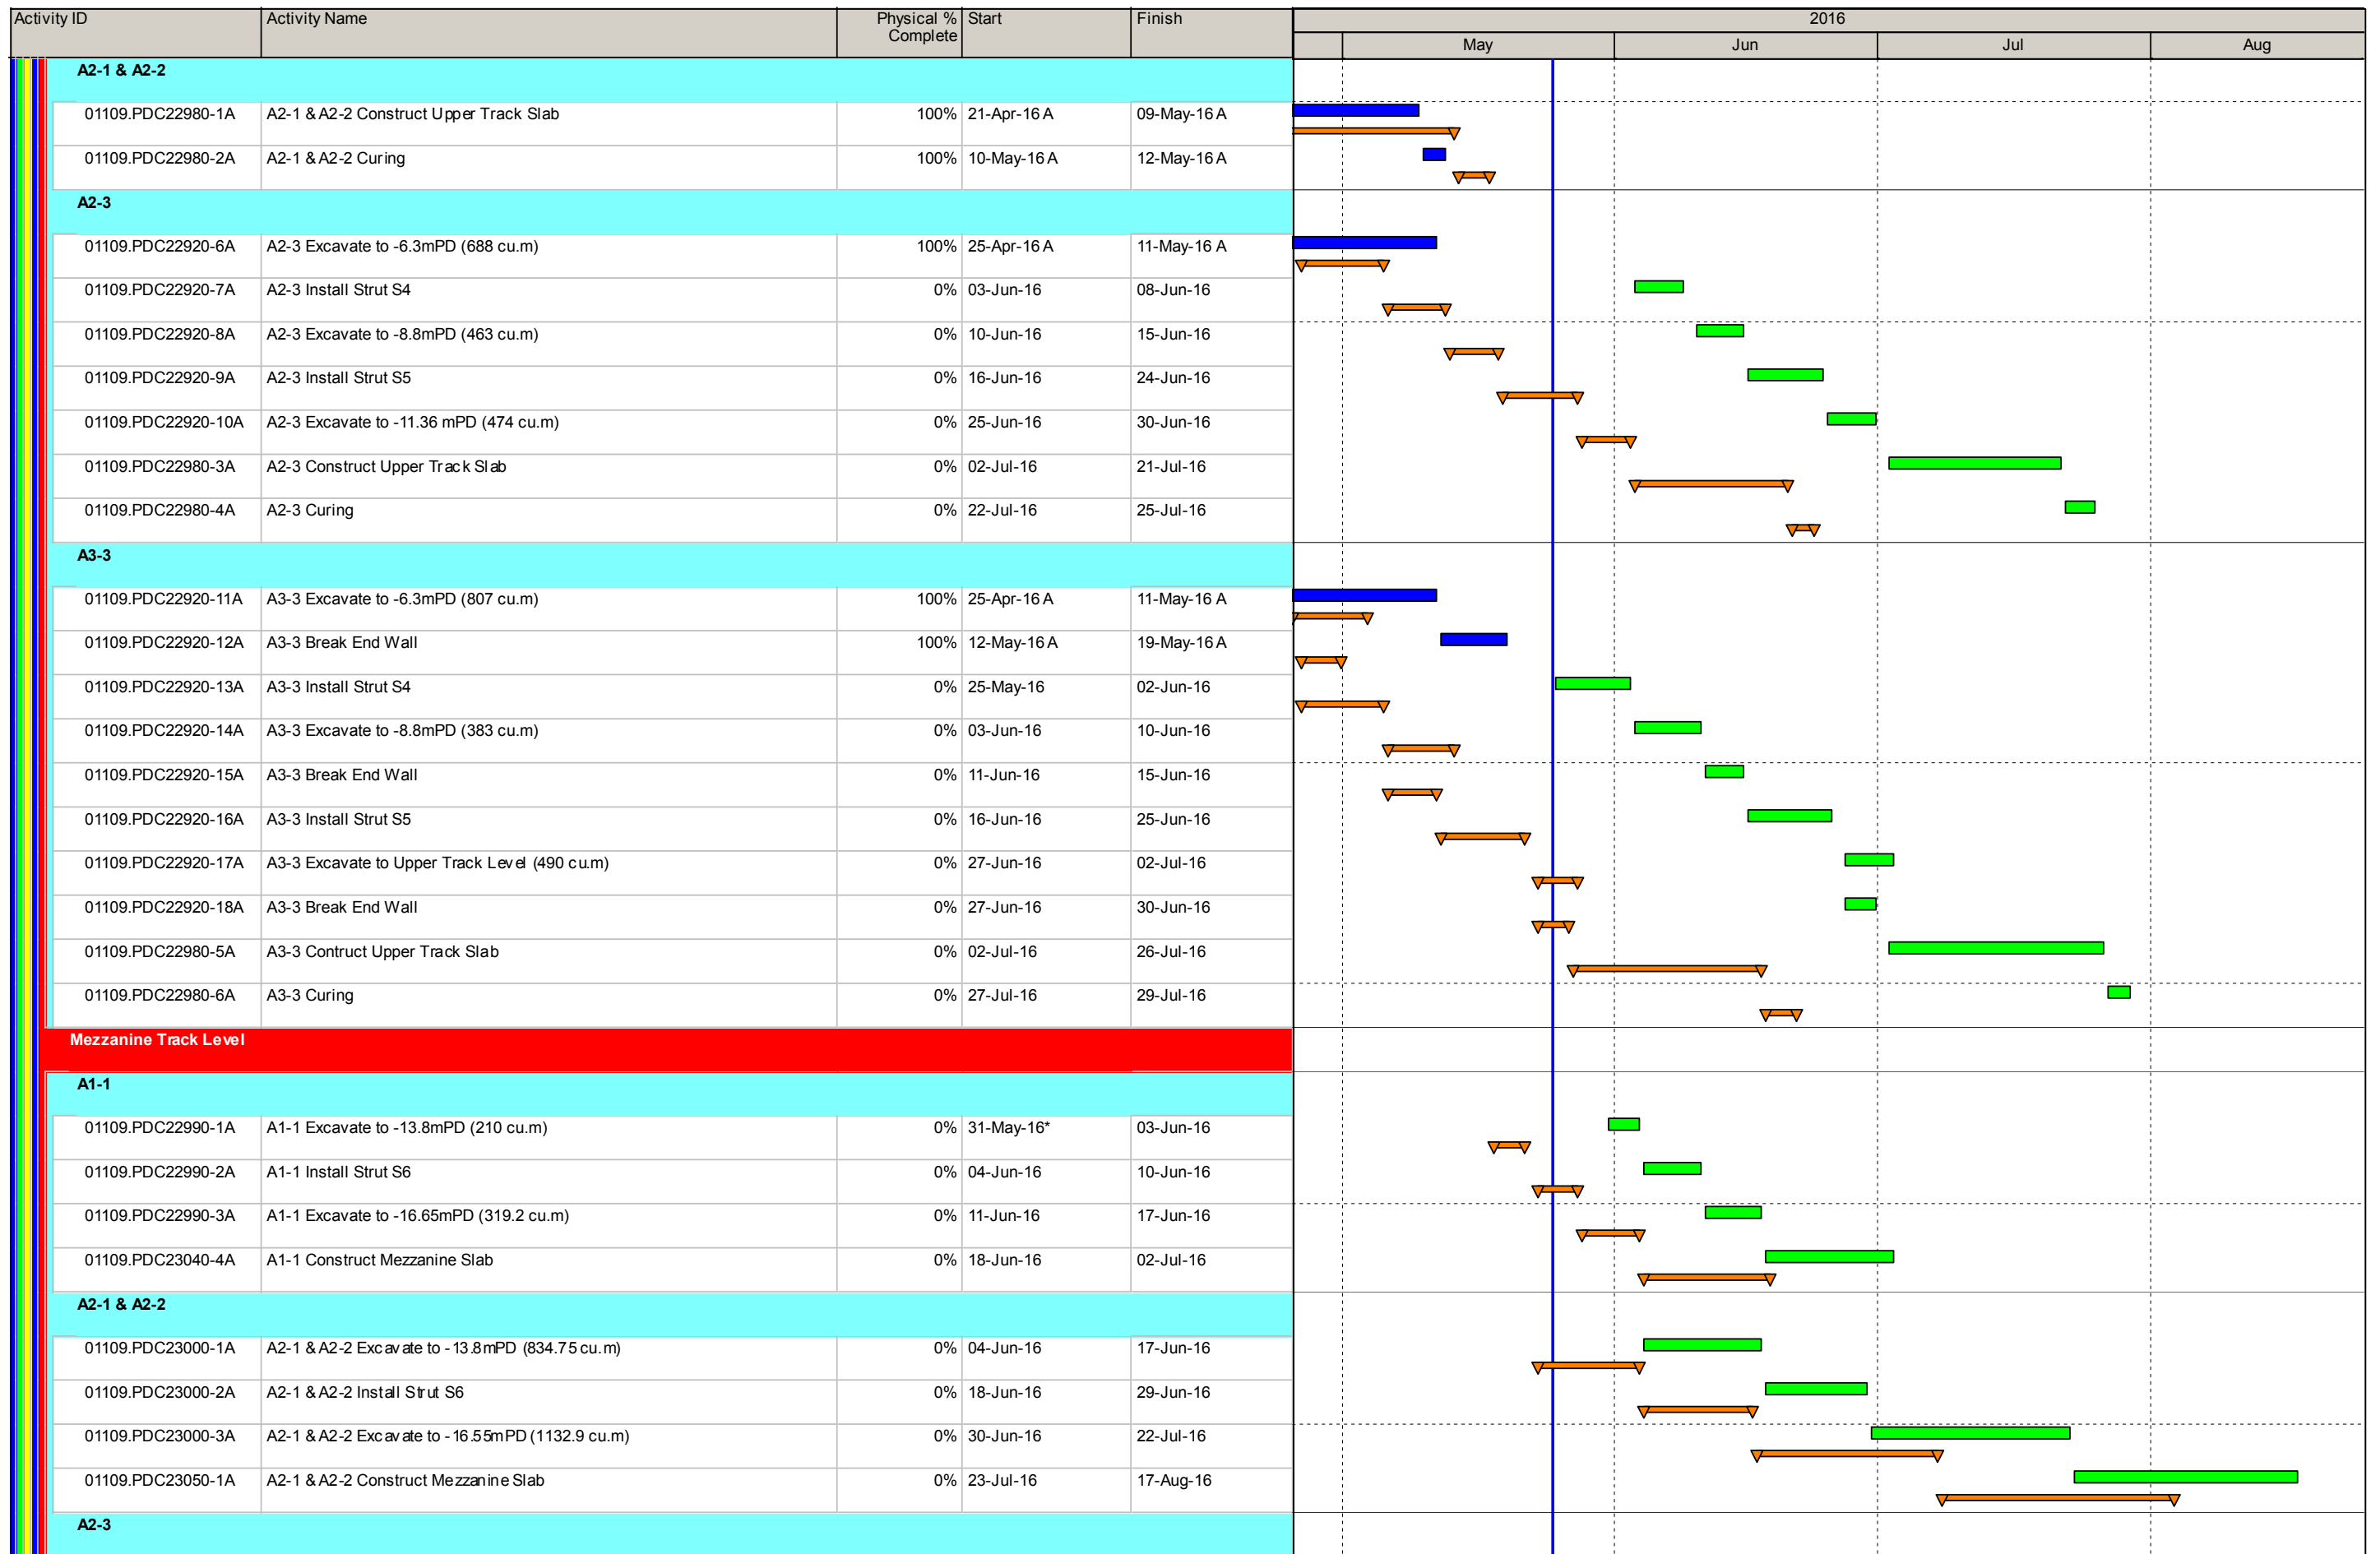 Activity ID Activity Name Physical % Complete Start Finish 2016
May Jun Jul Aug
A2-1 & A2-2
01109.PDC22980-1A A2-1 & A2-2 Construct Upper Track Slab 100% 21-Apr-16 A 09-May-16 A
01109.PDC22980-2A A2-1 & A2-2 Curing 100% 10-May-16 A 12-May-16 A
A2-3
01109.PDC22920-6A A2-3 Excavate to -6.3mPD (688 cu.m) 100% 25-Apr-16 A 11-May-16 A
01109.PDC22920-7A A2-3 Install Strut S4 0% 03-Jun-16 08-Jun-16
01109.PDC22920-8A A2-3 Excavate to -8.8mPD (463 cu.m) 0% 10-Jun-16 15-Jun-16
01109.PDC22920-9A A2-3 Install Strut S5 0% 16-Jun-16 24-Jun-16
01109.PDC22920-10A A2-3 Excavate to -11.36 mPD (474 cu.m) 0% 25-Jun-16 30-Jun-16
01109.PDC22980-3A A2-3 Construct Upper Track Slab 0% 02-Jul-16 21-Jul-16
01109.PDC22980-4A A2-3 Curing 0% 22-Jul-16 25-Jul-16
A3-3
01109.PDC22920-11A A3-3 Excavate to -6.3mPD (807 cu.m) 100% 25-Apr-16 A 11-May-16 A
01109.PDC22920-12A A3-3 Break End Wall 100% 12-May-16 A 19-May-16 A
01109.PDC22920-13A A3-3 Install Strut S4 0% 25-May-16 02-Jun-16
01109.PDC22920-14A A3-3 Excavate to -8.8mPD (383 cu.m) 0% 03-Jun-16 10-Jun-16
01109.PDC22920-15A A3-3 Break End Wall 0% 11-Jun-16 15-Jun-16
01109.PDC22920-16A A3-3 Install Strut S5 0% 16-Jun-16 25-Jun-16
01109.PDC22920-17A A3-3 Excavate to Upper Track Level (490 cu.m) 0% 27-Jun-16 02-Jul-16
01109.PDC22920-18A A3-3 Break End Wall 0% 27-Jun-16 30-Jun-16
01109.PDC22980-5A A3-3 Contruct Upper Track Slab 0% 02-Jul-16 26-Jul-16
01109.PDC22980-6A A3-3 Curing 0% 27-Jul-16 29-Jul-16
Mezzanine Track Level
A1-1
01109.PDC22990-1A A1-1 Excavate to -13.8mPD (210 cu.m) 0% 31-May-16* 03-Jun-16
01109.PDC22990-2A A1-1 Install Strut S6 0% 04-Jun-16 10-Jun-16
01109.PDC22990-3A A1-1 Excavate to -16.65mPD (319.2 cu.m) 0% 11-Jun-16 17-Jun-16
01109.PDC23040-4A A1-1 Construct Mezzanine Slab 0% 18-Jun-16 02-Jul-16
A2-1 & A2-2
01109.PDC23000-1A A2-1 & A2-2 Excavate to -13.8mPD (834.75 cu.m) 0% 04-Jun-16 17-Jun-16
01109.PDC23000-2A A2-1 & A2-2 Install Strut S6 0% 18-Jun-16 29-Jun-16
01109.PDC23000-3A A2-1 & A2-2 Excavate to -16.55mPD (1132.9 cu.m) 0% 30-Jun-16 22-Jul-16
01109.PDC23050-1A A2-1 & A2-2 Construct Mezzanine Slab 0% 23-Jul-16 17-Aug-16
A2-3